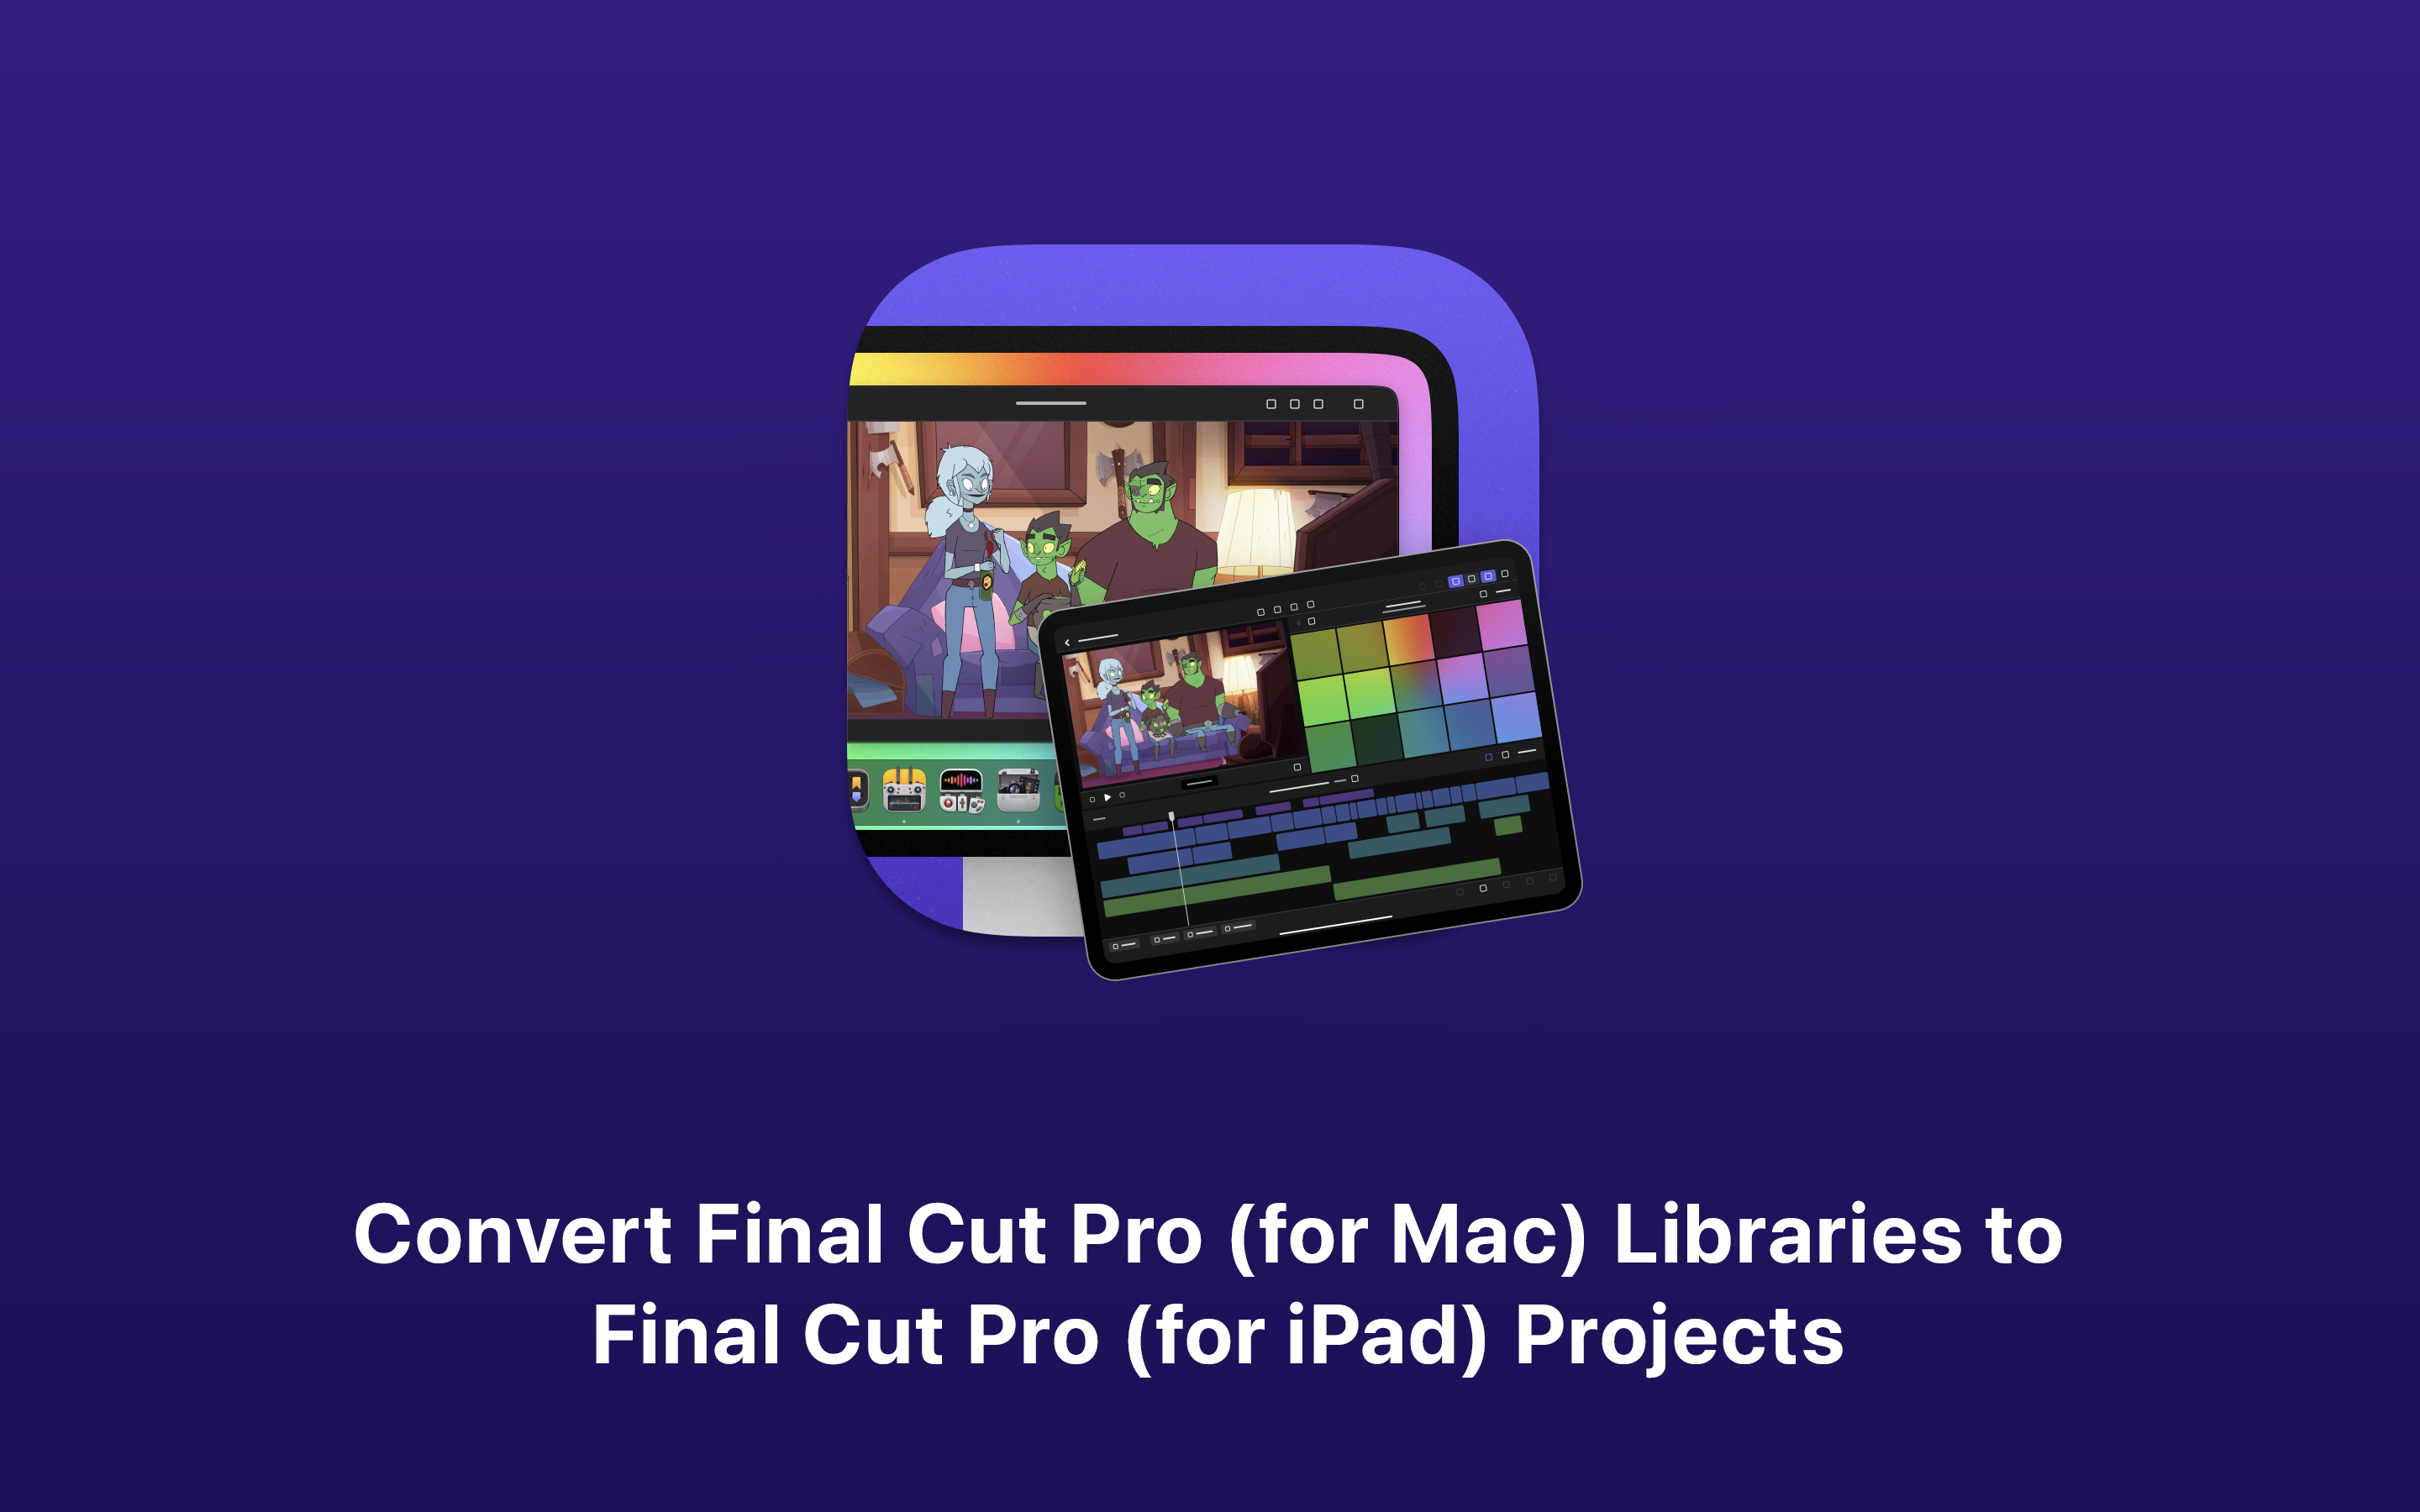 Convert Final Cut Pro (for Mac) Libraries to
Final Cut Pro (for iPad) Projects